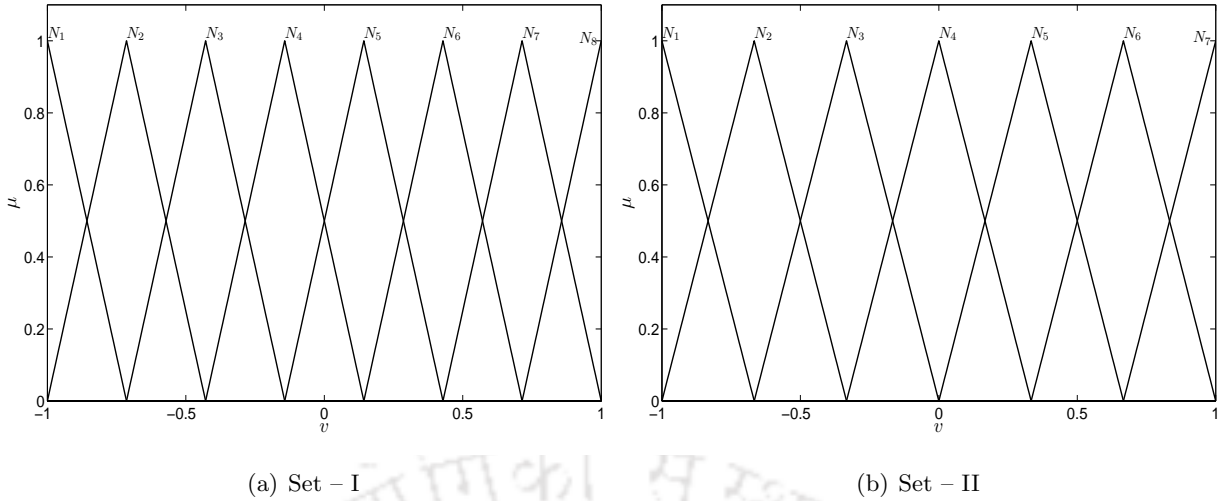 N₁ N₂ N₃ N₄ N₅ N₆ N₇ N₈
1
0.8
0.6
0.4
0.2
0
μ
−1 −0.5 0 0.5 1
v
(a) Set – I
N₁ N₂ N₃ N₄ N₅ N₆ N₇
1
0.8
0.6
0.4
0.2
0
μ
−1 −0.5 0 0.5 1
v
(b) Set – II